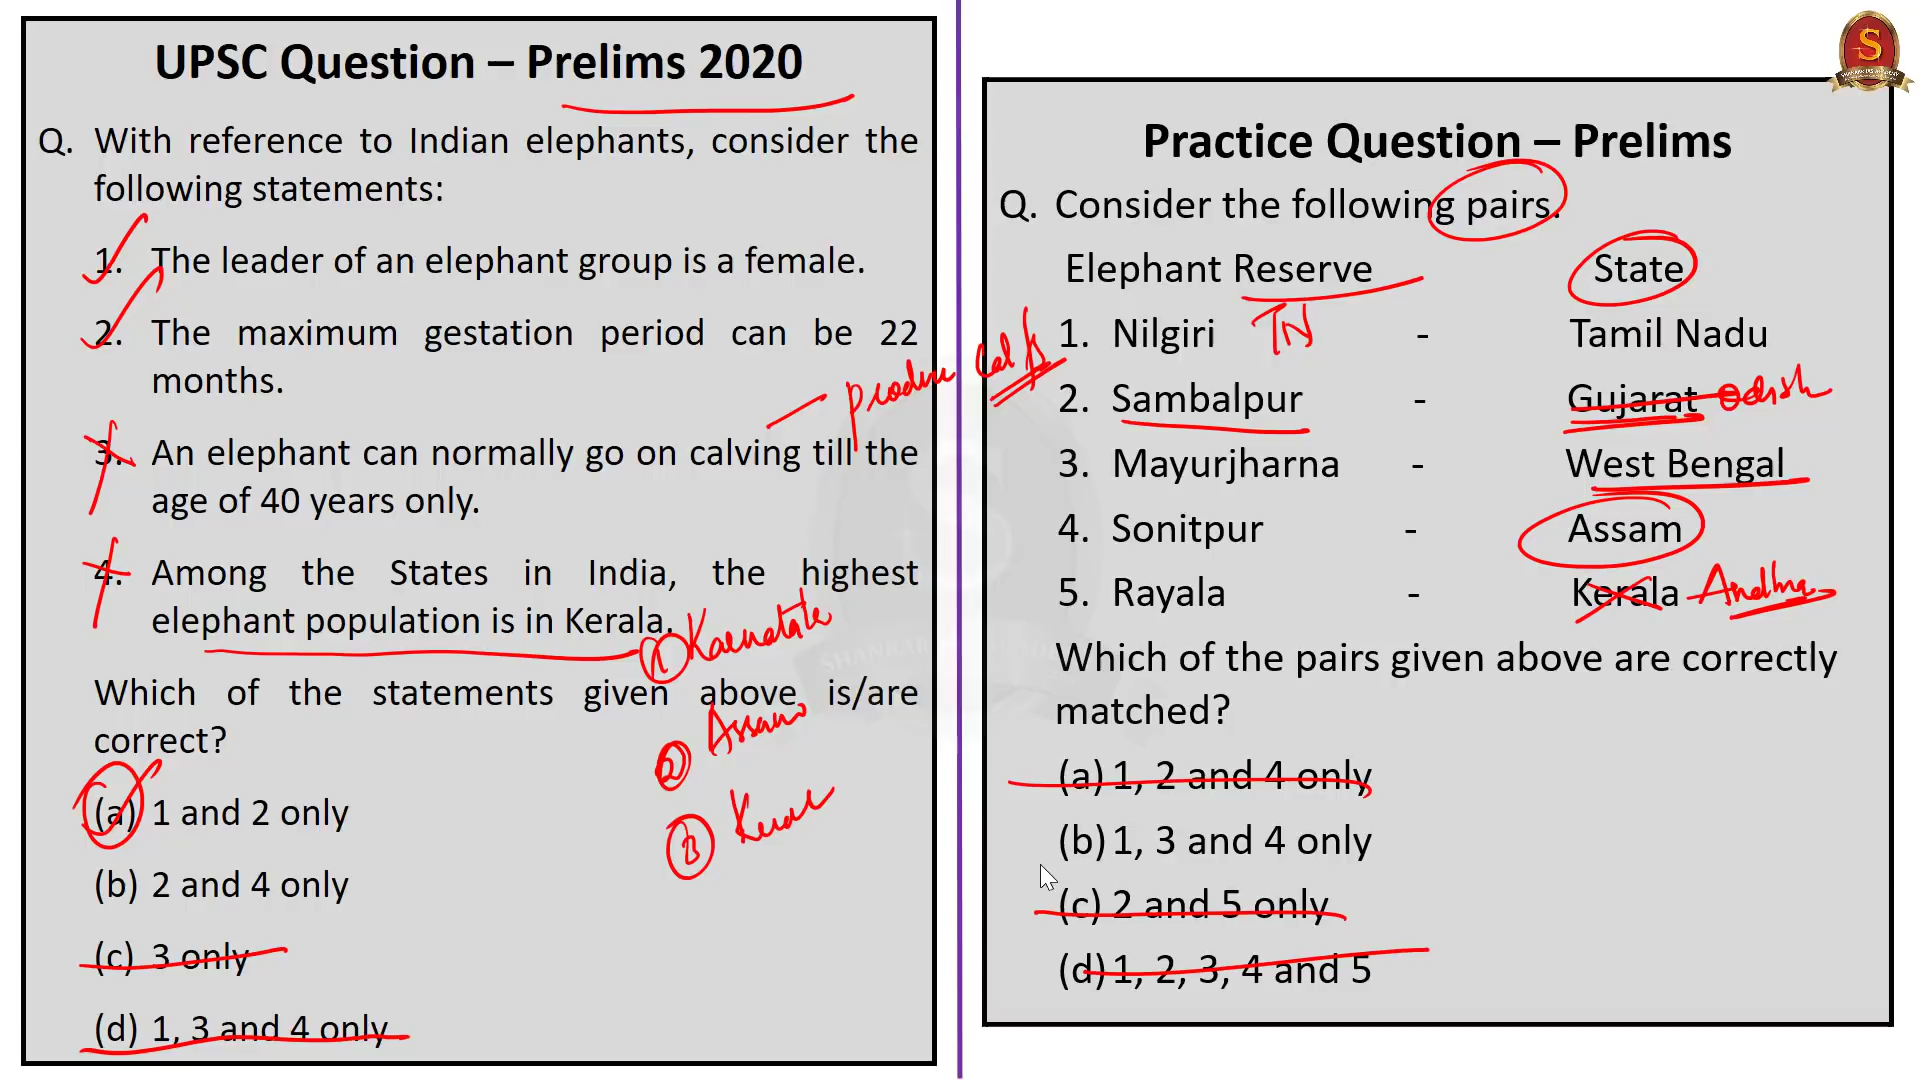 UPSC Question – Prelims 2020
Q. With reference to Indian elephants, consider the
following statements:
1. The leader of an elephant group is a female.
2. The maximum gestation period can be 22
months.
3. An elephant can normally go on calving till the
age of 40 years only.
4. Among the States in India, the highest
elephant population is in Kerala.
① Karnataka
Which of the statements given above is/are
correct?
② Assam
③
(a) 1 and 2 only
(b) 2 and 4 only
(c) 3 only
(d) 1, 3 and 4 only
S
Practice Question – Prelims
Q. Consider the following pairs.
Elephant Reserve State
1. Nilgiri TN - Tamil Nadu
2. Sambalpur - Gujarat
3. Mayurjharna - West Bengal
4. Sonitpur - Assam
5. Rayala - Kerala Andhra
Which of the pairs given above are correctly
matched?
(a) 1, 2 and 4 only
(b) 1, 3 and 4 only
(c) 2 and 5 only
(d) 1, 2, 3, 4 and 5